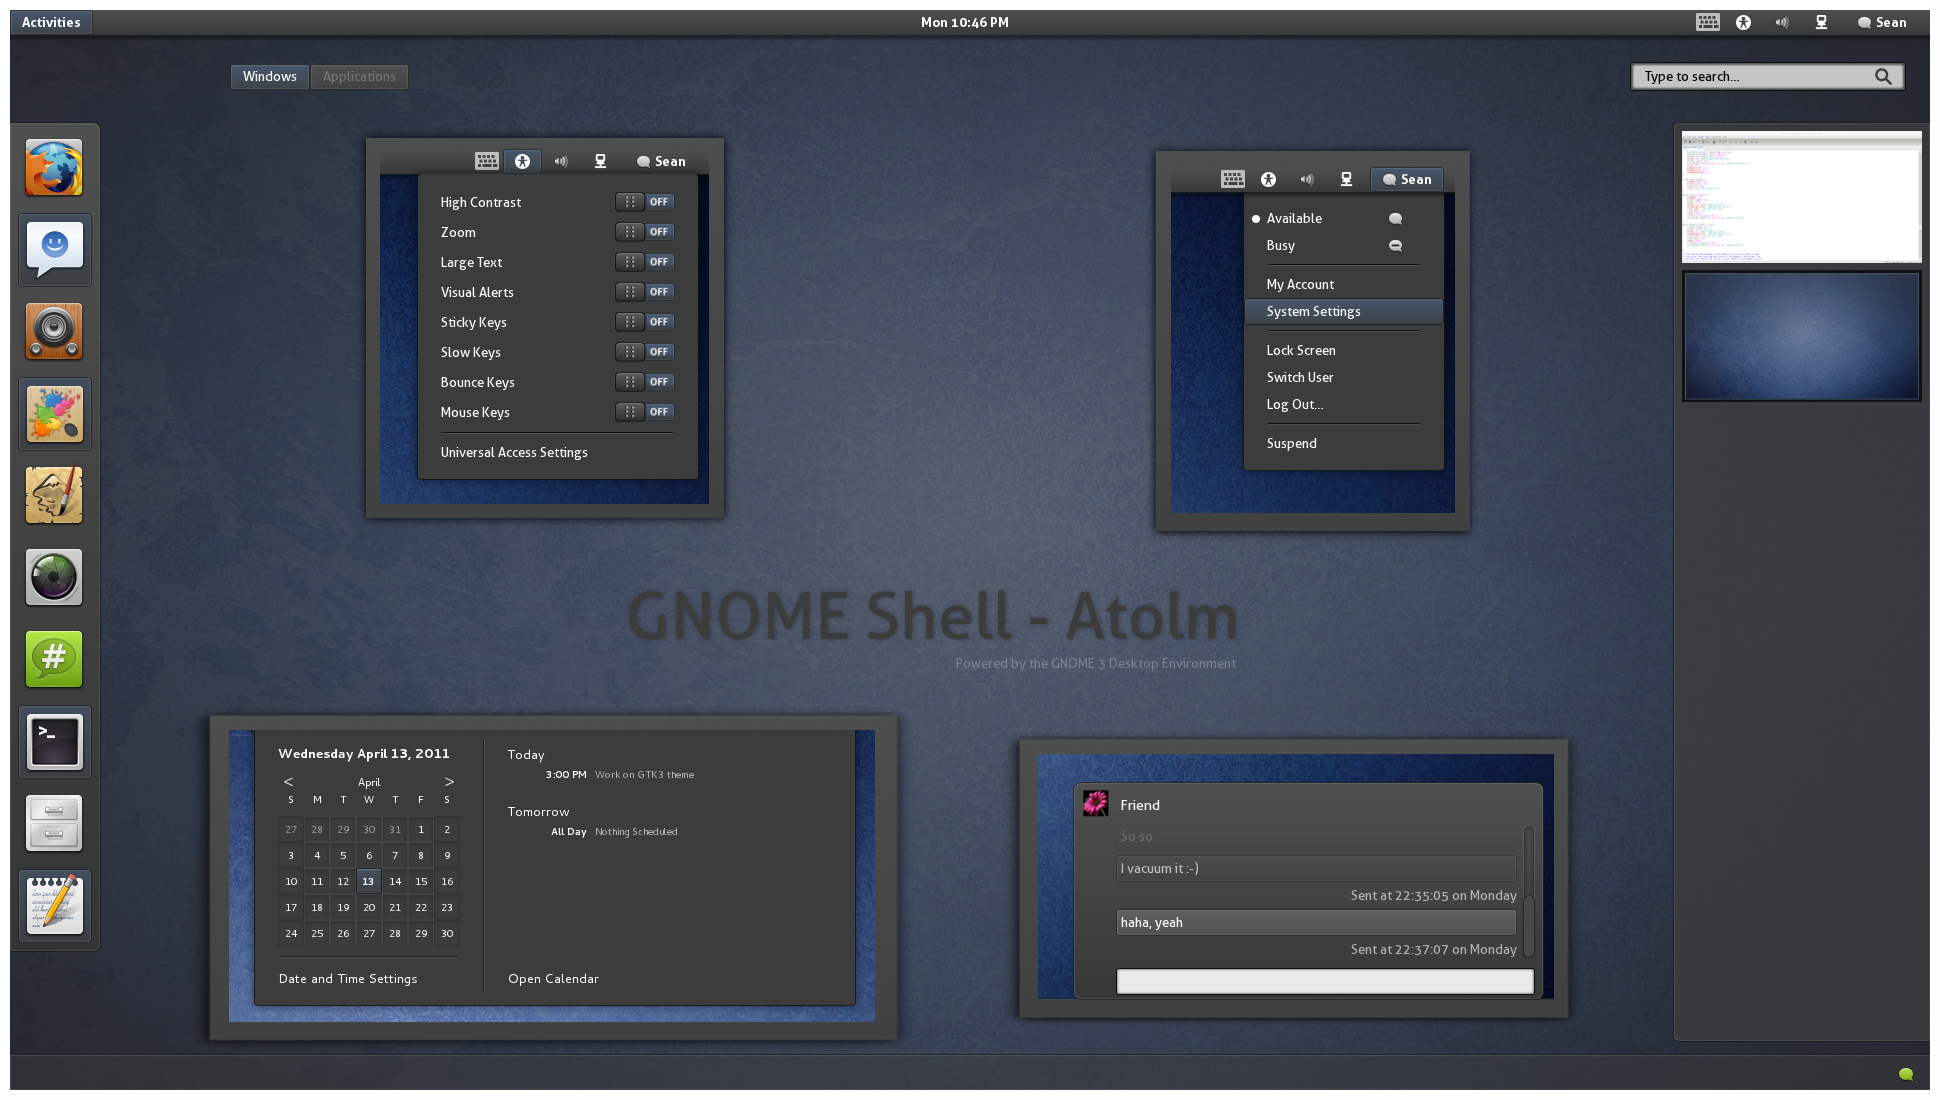 Activities
Mon 10:46 PM
Sean
Windows
Applications
Type to search...
Sean
High Contrast OFF
Zoom OFF
Large Text OFF
Visual Alerts OFF
Sticky Keys OFF
Slow Keys OFF
Bounce Keys OFF
Mouse Keys OFF
Universal Access Settings
Sean
Available
Busy
My Account
System Settings
Lock Screen
Switch User
Log Out...
Suspend
GNOME Shell - Atolm
Powered by the GNOME 3 Desktop Environment
Wednesday April 13, 2011
< April >
S M T W T F S
27 28 29 30 31 1 2
3 4 5 6 7 8 9
10 11 12 13 14 15 16
17 18 19 20 21 22 23
24 25 26 27 28 29 30
Date and Time Settings
Today
3:00 PM Work on GTK3 theme
Tomorrow
All Day Nothing Scheduled
Open Calendar
Friend
So so
I vacuum it :-)
Sent at 22:35:05 on Monday
haha, yeah
Sent at 22:37:07 on Monday